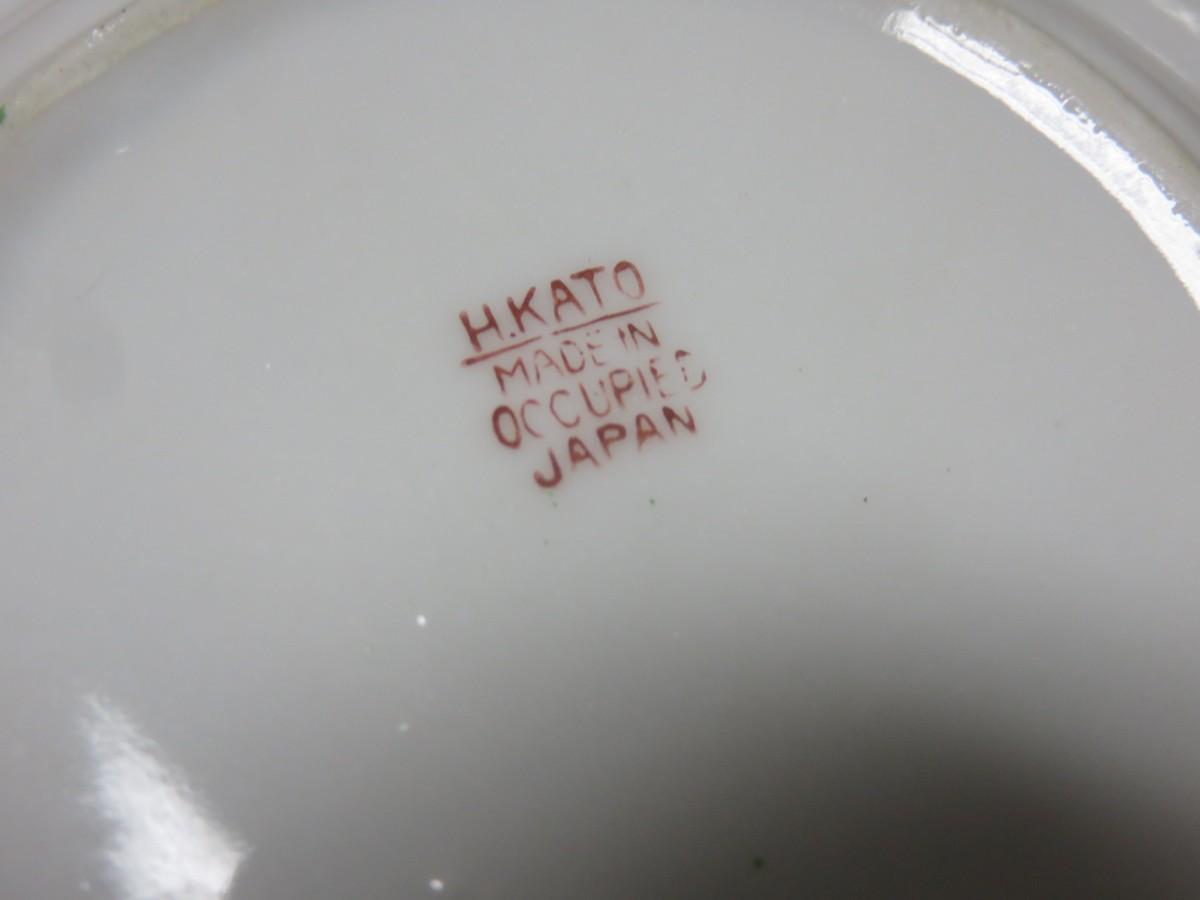 H.KATO
MADE IN
OCCUPIED
JAPAN